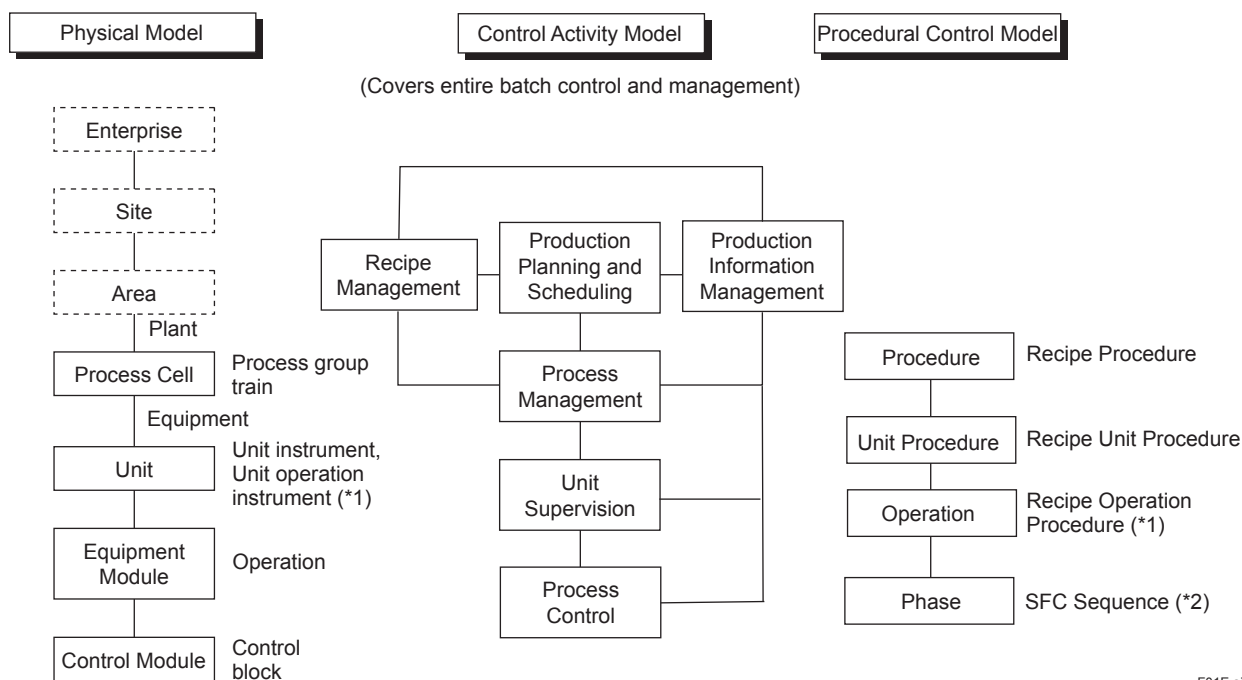 Physical Model
Control Activity Model
Procedural Control Model
(Covers entire batch control and management)
Enterprise
Site
Area
Plant
Process Cell
Process group
train
Equipment
Unit
Unit instrument,
Unit operation
instrument (*1)
Equipment
Module
Operation
Control Module
Control
block
Recipe
Management
Production
Planning and
Scheduling
Production
Information
Management
Process
Management
Unit
Supervision
Process
Control
Procedure
Recipe Procedure
Unit Procedure
Recipe Unit Procedure
Operation
Recipe Operation
Procedure (*1)
Phase
SFC Sequence (*2)